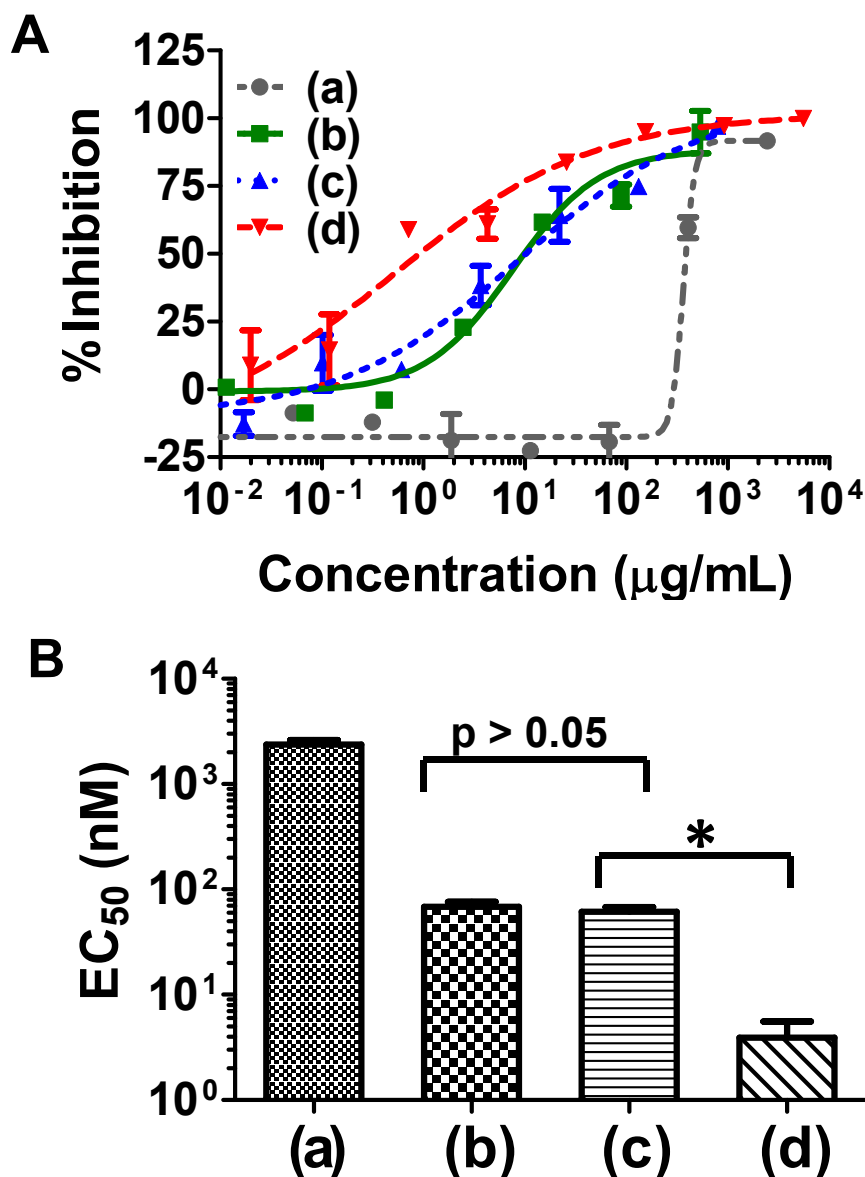 A
% Inhibition
125
100
75
50
25
0
-25
(a)
(b)
(c)
(d)
10⁻² 10⁻¹ 10⁰ 10¹ 10² 10³ 10⁴
Concentration (μg/mL)
B
EC₅₀ (nM)
10⁴
10³
10²
10¹
10⁰
p > 0.05
*
(a) (b) (c) (d)